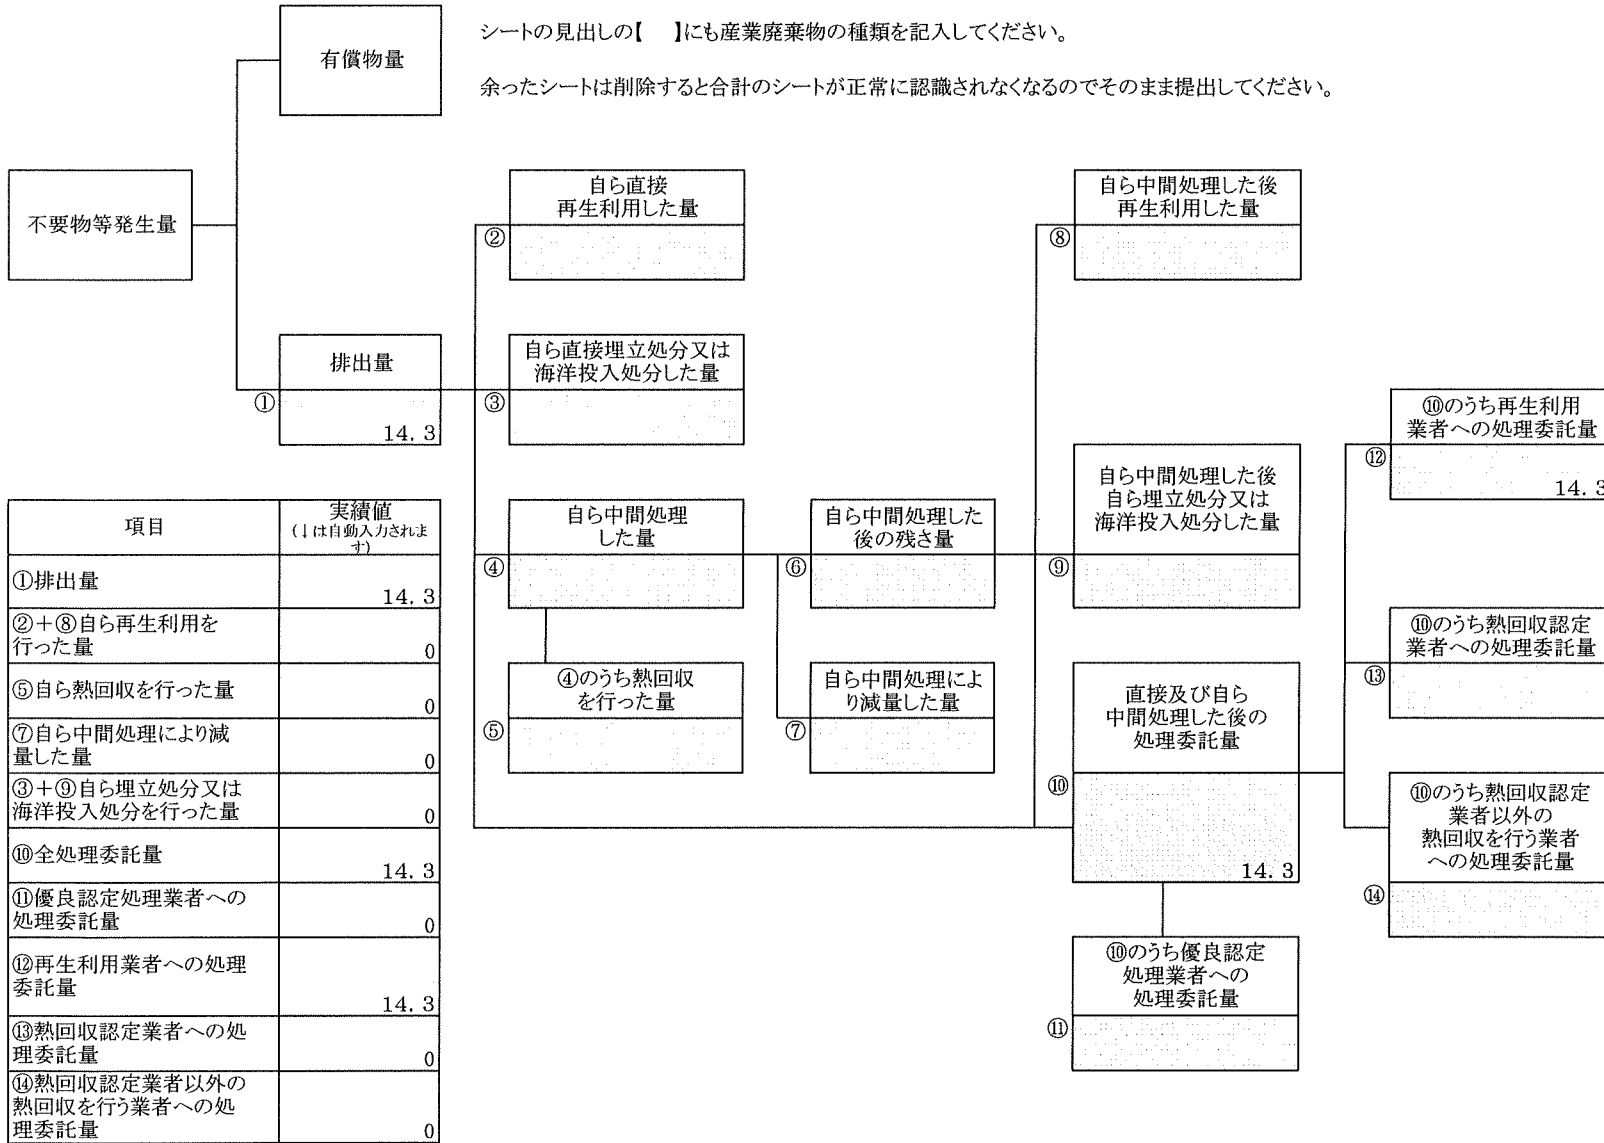 シートの見出しの【　】にも産業廃棄物の種類を記入してください。
余ったシートは削除すると合計のシートが正常に認識されなくなるのでそのまま提出してください。
有償物量
不要物等発生量
自ら直接
再生利用した量
②
自ら中間処理した後
再生利用した量
⑧
排出量
①
14.3
自ら直接埋立処分又は
海洋投入処分した量
③
⑩のうち再生利用
業者への処理委託量
⑫
14.3
自ら中間処理
した量
④
自ら中間処理した
後の残さ量
⑥
自ら中間処理した後
自ら埋立処分又は
海洋投入処分した量
⑨
④のうち熱回収
を行った量
⑤
自ら中間処理によ
り減量した量
⑦
直接及び自ら
中間処理した後の
処理委託量
⑩
14.3
⑩のうち熱回収認定
業者への処理委託量
⑬
⑩のうち熱回収認定
業者以外の
熱回収を行う業者
への処理委託量
⑭
⑩のうち優良認定
処理業者への
処理委託量
⑪
項目
実績値
(↓は自動入力されま
す)
①排出量
14.3
②＋⑧自ら再生利用を
行った量
0
⑤自ら熱回収を行った量
0
⑦自ら中間処理により減
量した量
0
③＋⑨自ら埋立処分又は
海洋投入処分を行った量
0
⑩全処理委託量
14.3
⑪優良認定処理業者への
処理委託量
0
⑫再生利用業者への処理
委託量
14.3
⑬熱回収認定業者への処
理委託量
0
⑭熱回収認定業者以外の
熱回収を行う業者への処
理委託量
0